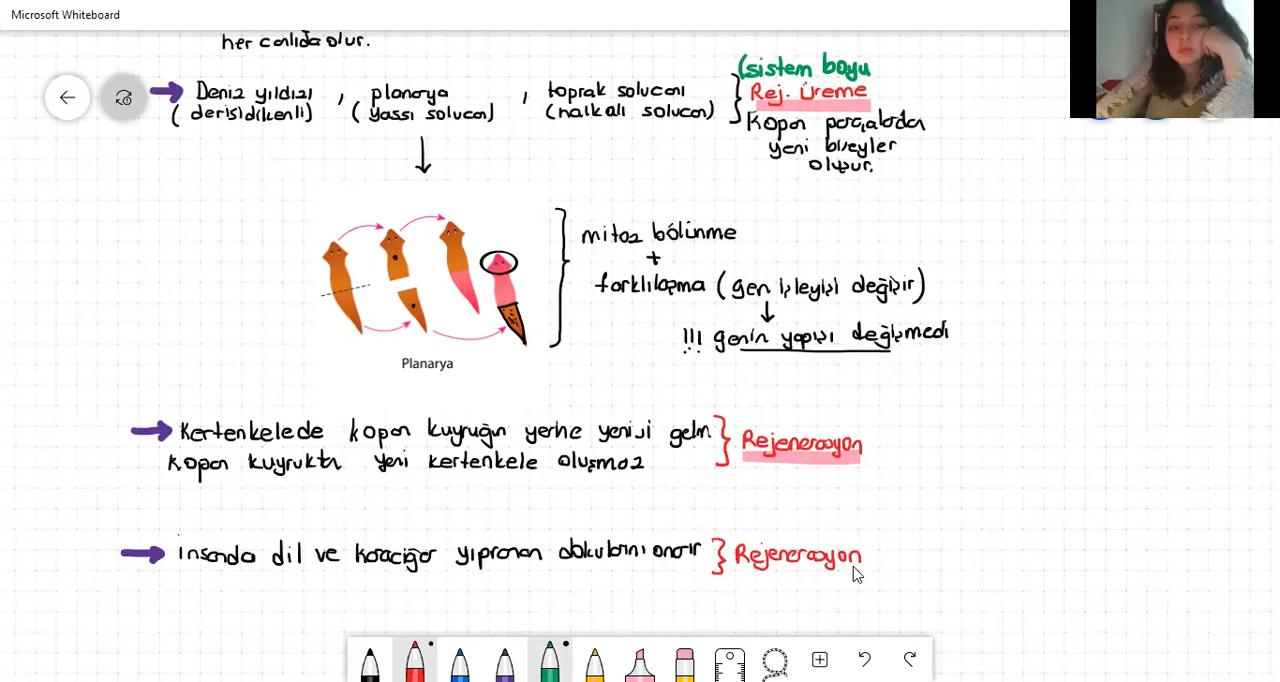 Microsoft Whiteboard
her canlıda olur.
Deniz yıldızı, planarya, toprak solucanı
(derisidikenli) (yassı solucan) (halkalı solucan)
(sistem boyu
Rej. Üreme
Kopan parçalardan
yeni bireyler
oluşur.
mitoz bölünme
+
farklılaşma (gen işleyişi değişir)
!!! genin yapısı değişmedi
Planarya
Kertenkelede kopan kuyruğun yerine yenisi gelir
kopan kuyruktan yeni kertenkele oluşmaz
Rejenerasyon
insanda dil ve karaciğer yıpranan dokularını onarır
Rejenerasyon